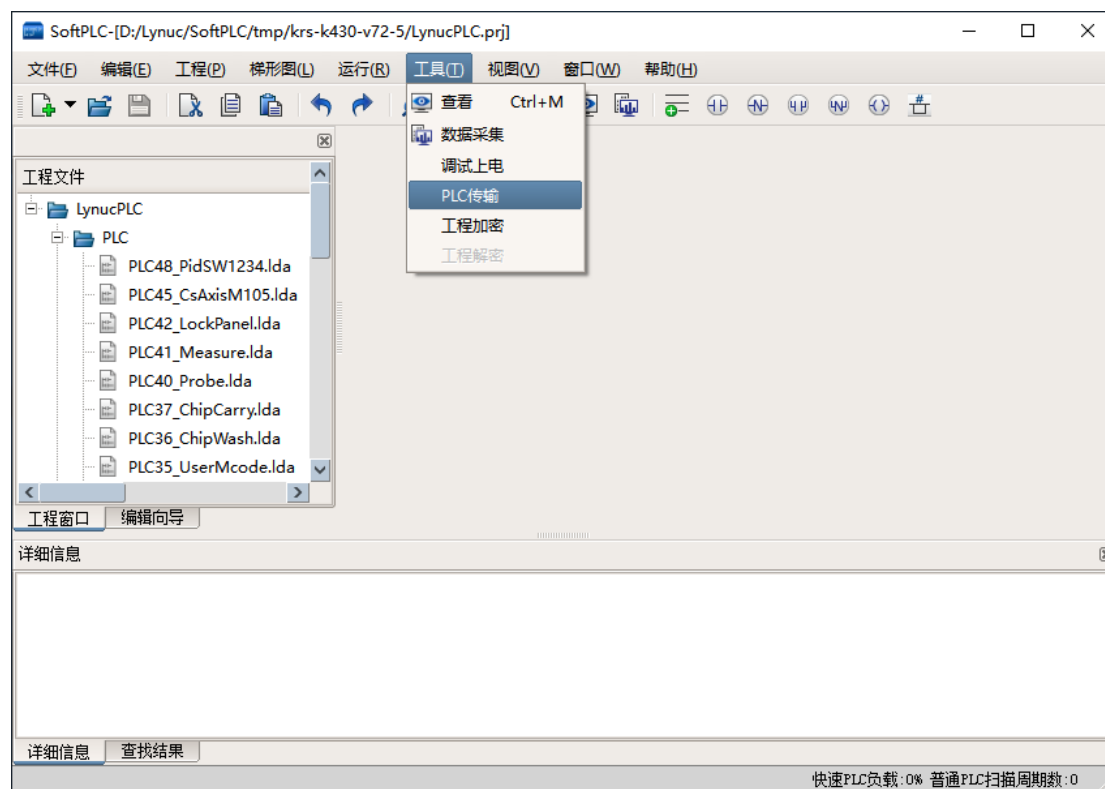 SoftPLC-[D:/Lynuc/SoftPLC/tmp/krs-k430-v72-5/LynucPLC.prj]
文件(F) 编辑(E) 工程(P) 梯形图(L) 运行(R) 工具(T) 视图(V) 窗口(W) 帮助(H)
查看 Ctrl+M
数据采集
调试上电
PLC传输
工程加密
工程解密
工程文件
LynucPLC
PLC
PLC48_PidSW1234.lda
PLC45_CsAxisM105.lda
PLC42_LockPanel.lda
PLC41_Measure.lda
PLC40_Probe.lda
PLC37_ChipCarry.lda
PLC36_ChipWash.lda
PLC35_UserMcode.lda
工程窗口 编辑向导
详细信息
详细信息 查找结果
快速PLC负载:0% 普通PLC扫描周期数:0